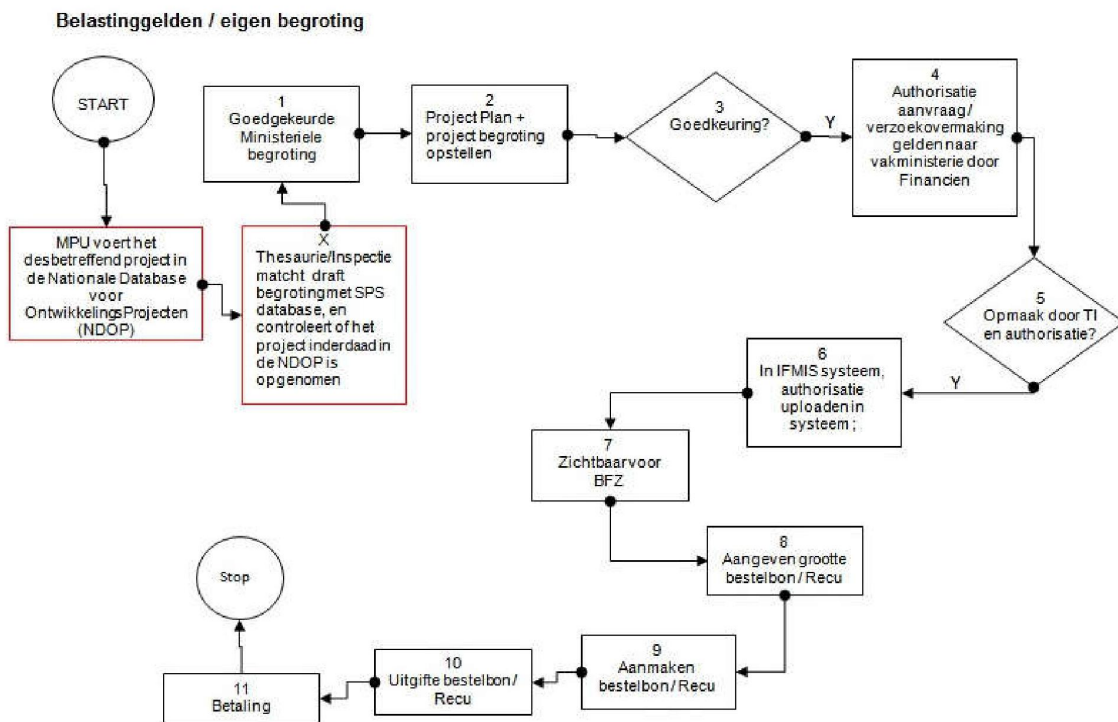 Belastinggelden / eigen begroting
START
MPU voert het
desbetreffend project in
de Nationale Database
voor
OntwikkelingsProjecten
(NDOP)
X
Thesaurie/Inspectie
matcht draft
begrotingmet SPS
database, en
controleert of het
project inderdaad in
de NDOP is
opgenomen
1
Goedgekeurde
Ministeriele
begroting
2
Project Plan +
project begroting
opstellen
3
Goedkeuring?
Y
4
Authorisatie
aanvraag/
verzoekovermaking
gelden naar
vakministerie door
Financien
5
Opmaak door TI
en authorisatie?
Y
6
In IFMIS systeem,
authorisatie
uploaden in
systeem ;
7
Zichtbaarvoor
BFZ
8
Aangeven grootte
bestelbon / Recu
9
Aanmaken
bestelbon / Recu
10
Uitgifte bestelbon /
Recu
11
Betaling
Stop